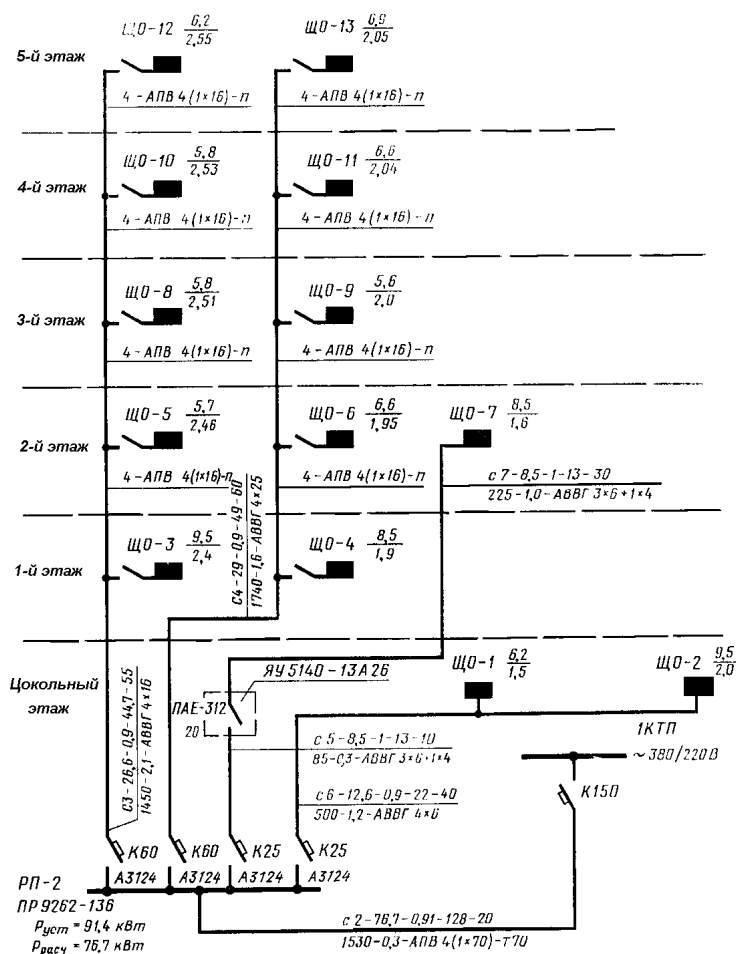 ЩО-12 6,2
2,55
ЩО-13 6,9
2,05
5-й этаж
4-АПВ 4(1×16)-п
4-АПВ 4(1×16)-п
ЩО-10 5,8
2,53
ЩО-11 6,6
2,04
4-й этаж
4-АПВ 4(1×16)-п
4-АПВ 4(1×16)-п
ЩО-8 5,8
2,51
ЩО-9 5,6
2,0
3-й этаж
4-АПВ 4(1×16)-п
4-АПВ 4(1×16)-п
ЩО-5 5,7
2,46
ЩО-6 6,6
1,95
ЩО-7 8,5
1,6
2-й этаж
4-АПВ 4(1×16)-п
4-АПВ 4(1×16)-п
с7-8,5-1-13-30
225-1,0-АВВГ 3×6+1×4
С4-29-0,9-49-60
1740-1,6-АВВГ 4×25
ЩО-3 9,5
2,4
ЩО-4 8,5
1,9
1-й этаж
Цокольный
этаж
ЯУ 5140-13А26
ЩО-1 6,2
1,5
ЩО-2 9,5
2,0
ПАЕ-312
20
С3-26,6-0,9-44,7-55
1450-2,1-АВВГ 4×16
с5-8,5-1-13-10
85-0,3-АВВГ 3×6+1×4
1КТП
~380/220В
с6-12,6-0,9-22-40
500-1,2-АВВГ 4×6
К150
К60 К60 К25 К25
А3124 А3124 А3124 А3124
РП-2
ПР9262-136
Руст = 91,4 кВт
Ррасч = 76,7 кВт
с2-76,7-0,91-128-20
1530-0,3-АПВ 4(1×70)-Т70